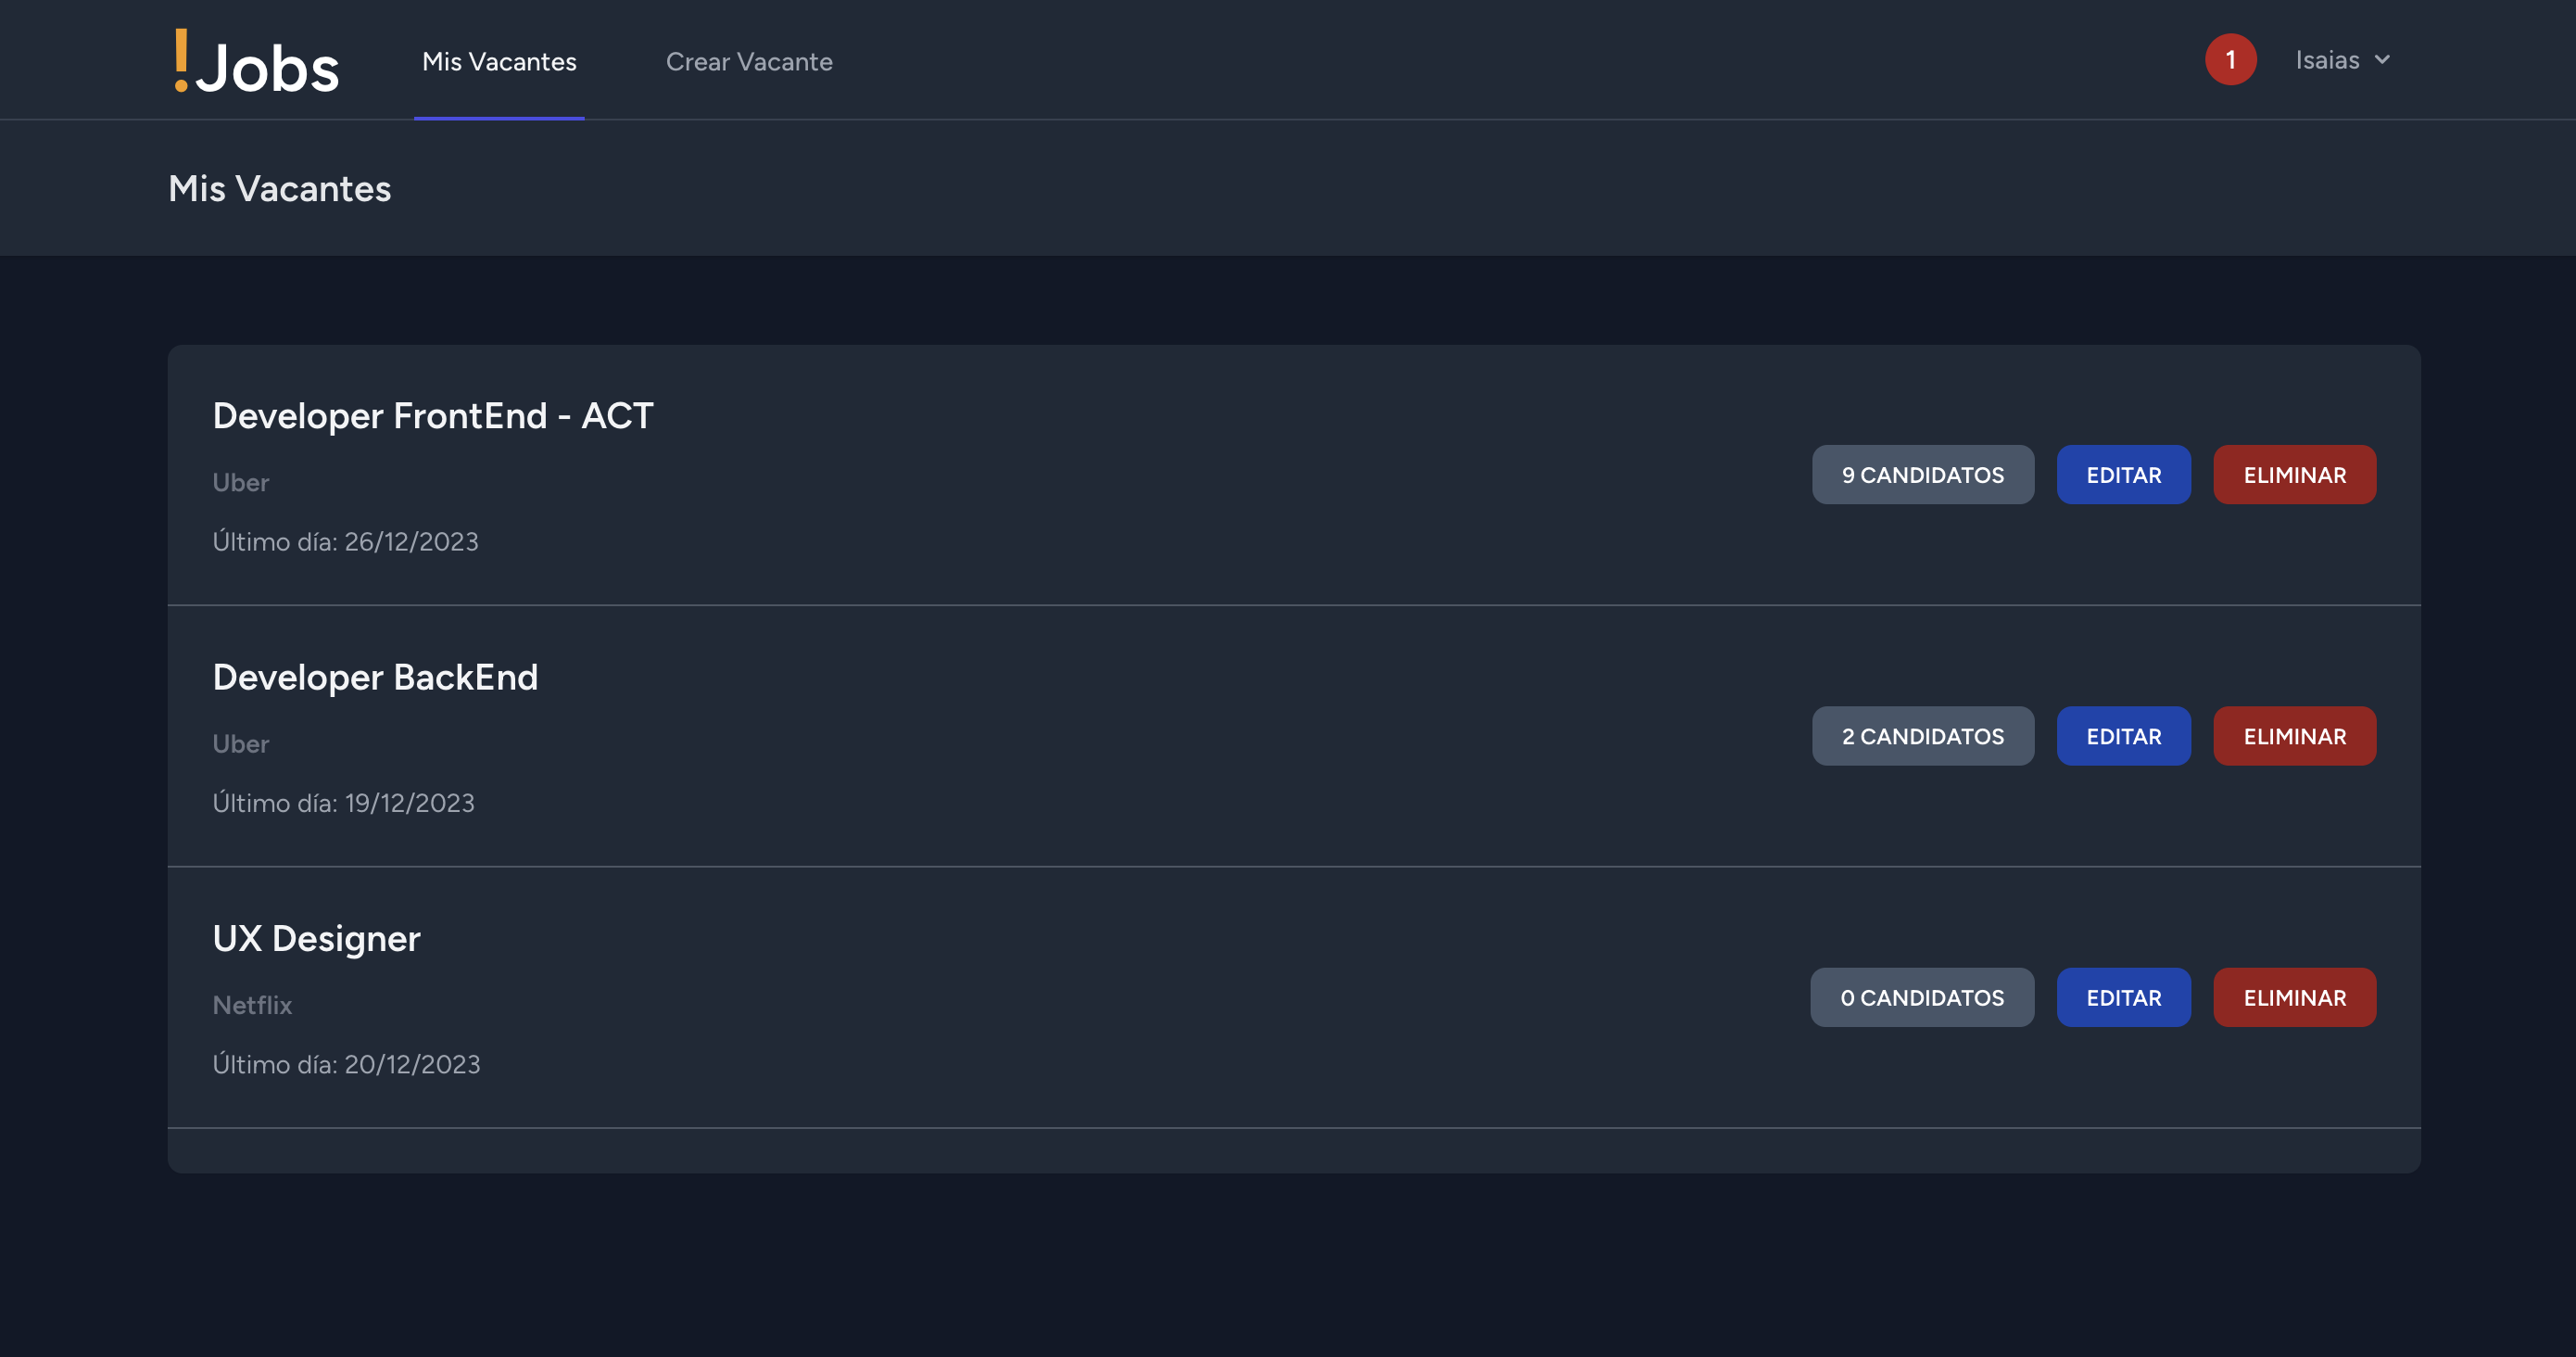 !Jobs Mis Vacantes Crear Vacante 1 Isaias
Mis Vacantes
Developer FrontEnd - ACT
Uber
Último día: 26/12/2023
9 CANDIDATOS EDITAR ELIMINAR
Developer BackEnd
Uber
Último día: 19/12/2023
2 CANDIDATOS EDITAR ELIMINAR
UX Designer
Netflix
Último día: 20/12/2023
0 CANDIDATOS EDITAR ELIMINAR